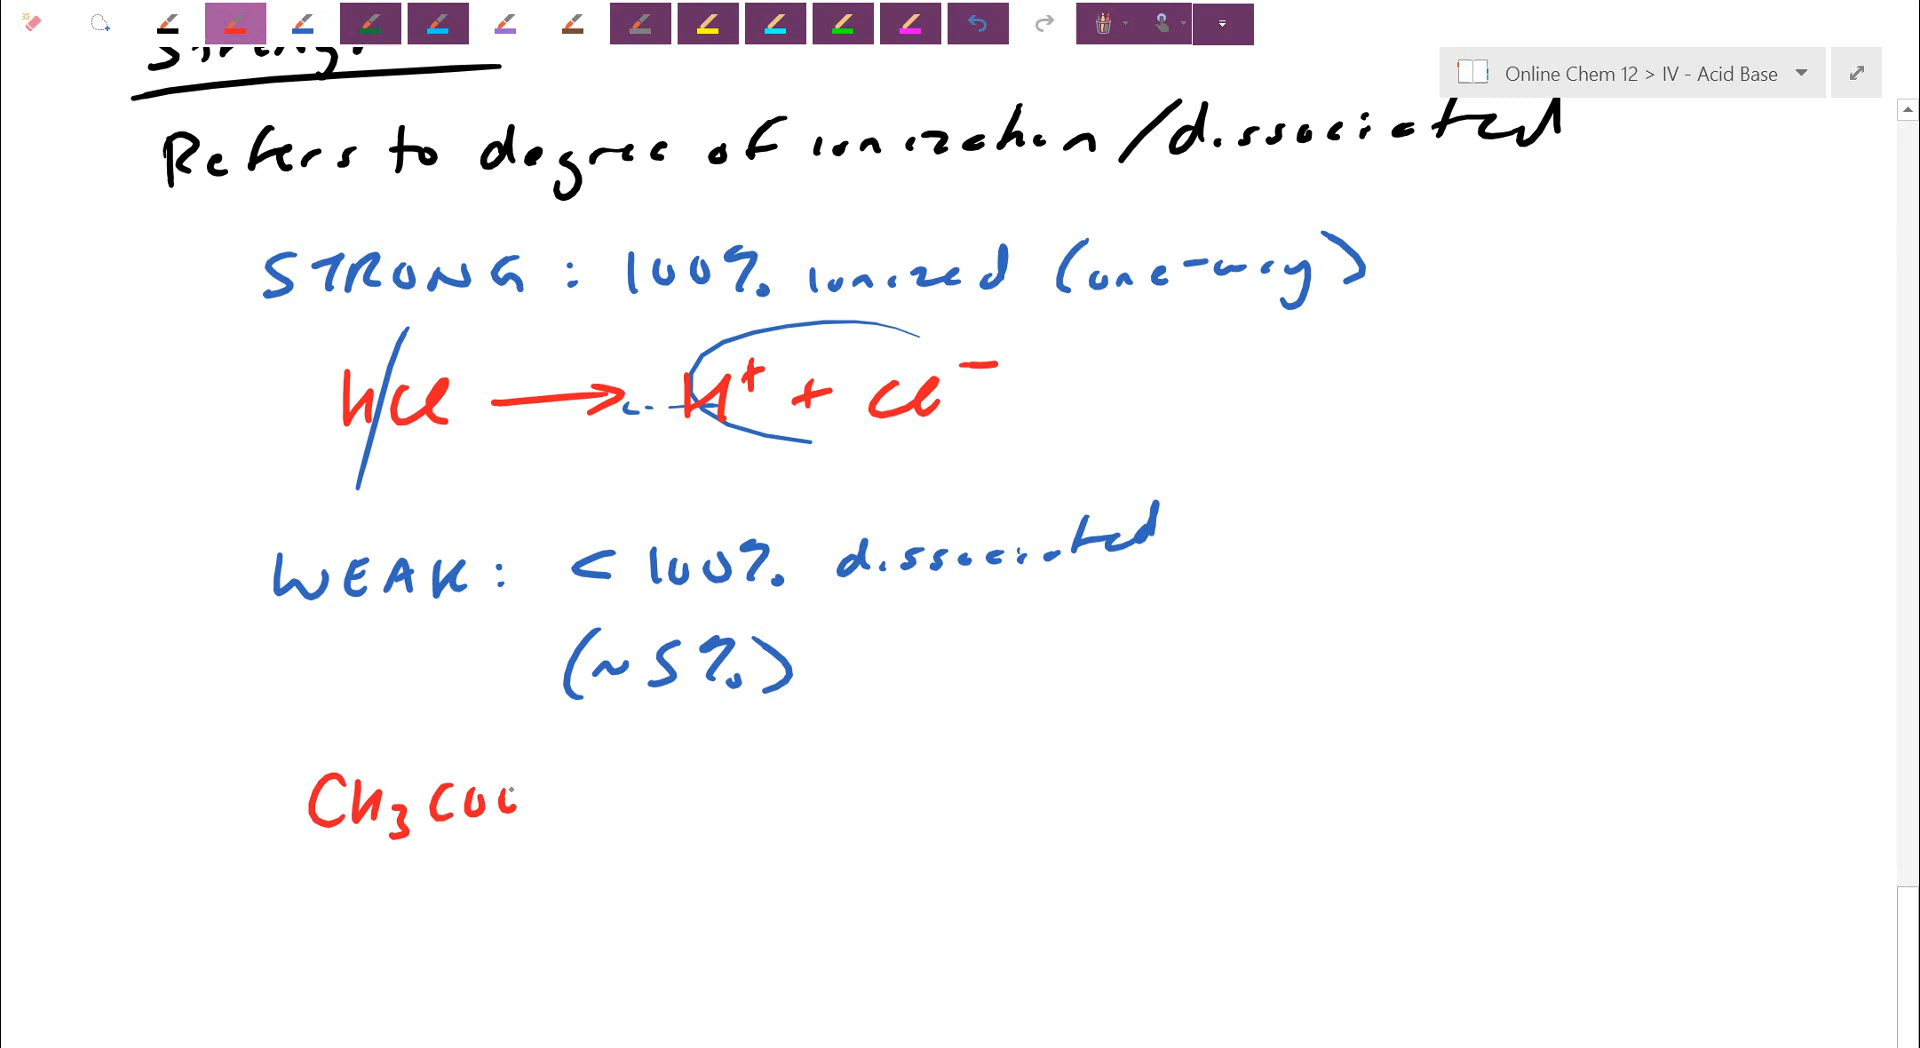 Online Chem 12 > IV - Acid Base
Refers to degree of ionization/dissociated
STRONG: 100% ionized (one-way)
HCl → H⁺ + Cl⁻
WEAK: < 100% dissociated
(~5%)
CH₃COO